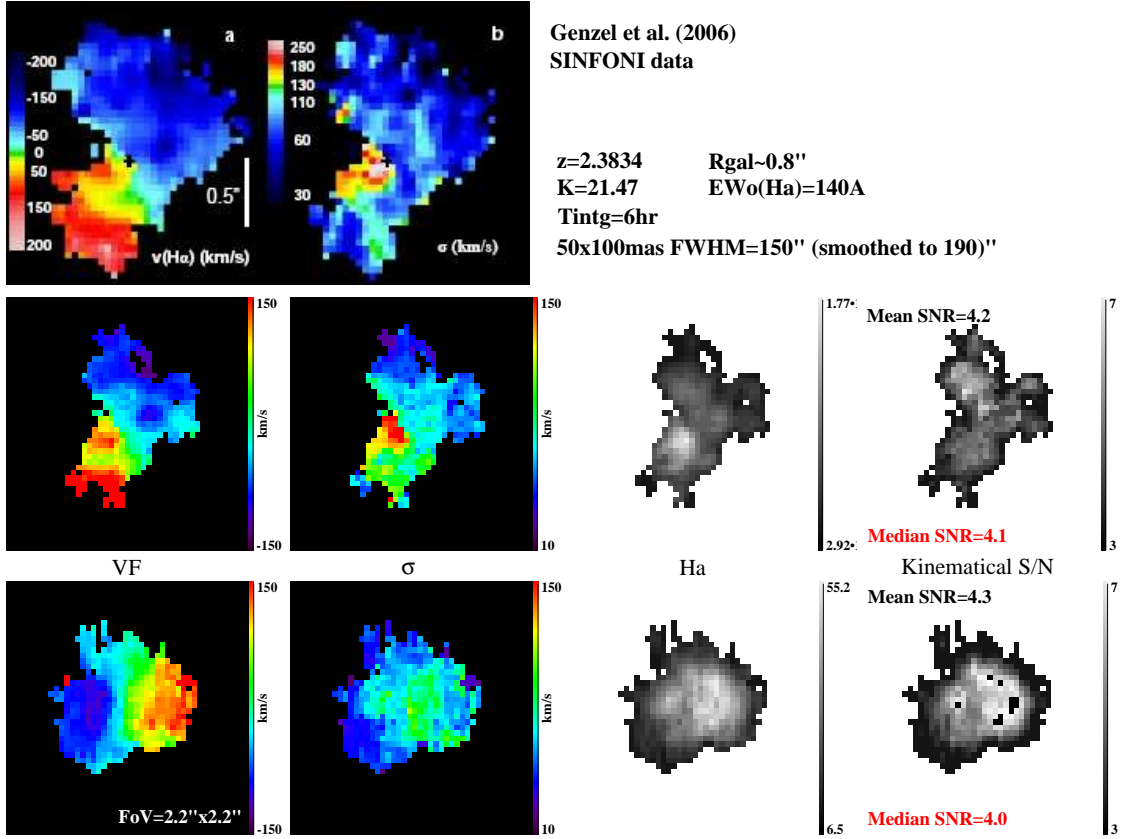 a
b
Genzel et al. (2006)
SINFONI data
-200
-150
-50
0
50
150
200
250
180
130
110
60
30
0.5"
v(Hα) (km/s)
σ (km/s)
z=2.3834 Rgal~0.8"
K=21.47 EWo(Ha)=140A
Tintg=6hr
50x100mas FWHM=150" (smoothed to 190)"
150
km/s
-150
150
km/s
10
1.77•
2.92•
Mean SNR=4.2
Median SNR=4.1
7
3
VF
σ
Ha
Kinematical S/N
150
km/s
-150
FoV=2.2"x2.2"
150
km/s
10
55.2
6.5
Mean SNR=4.3
Median SNR=4.0
7
3